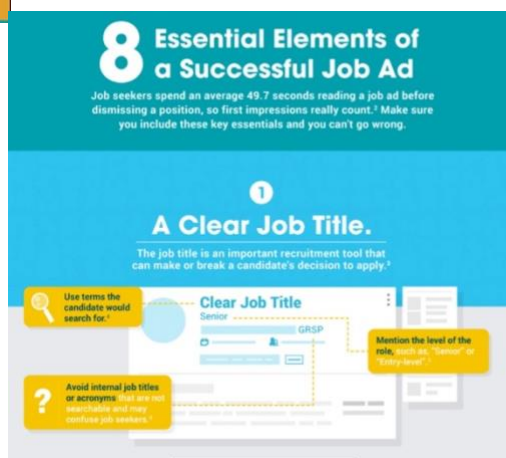 8 Essential Elements of
a Successful Job Ad
Job seekers spend an average 49.7 seconds reading a job ad before
dismissing a position, so first impressions really count.² Make sure
you include these key essentials and you can't go wrong.
1
A Clear Job Title.
The job title is an important recruitment tool that
can make or break a candidate's decision to apply.³
Use terms the
candidate would
search for.
Clear Job Title
Senior
GRSP
Mention the level of the
role, such as, "Senior" or
"Entry-level".
?
Avoid internal job titles
or acronyms that are not
searchable and may
confuse job seekers.